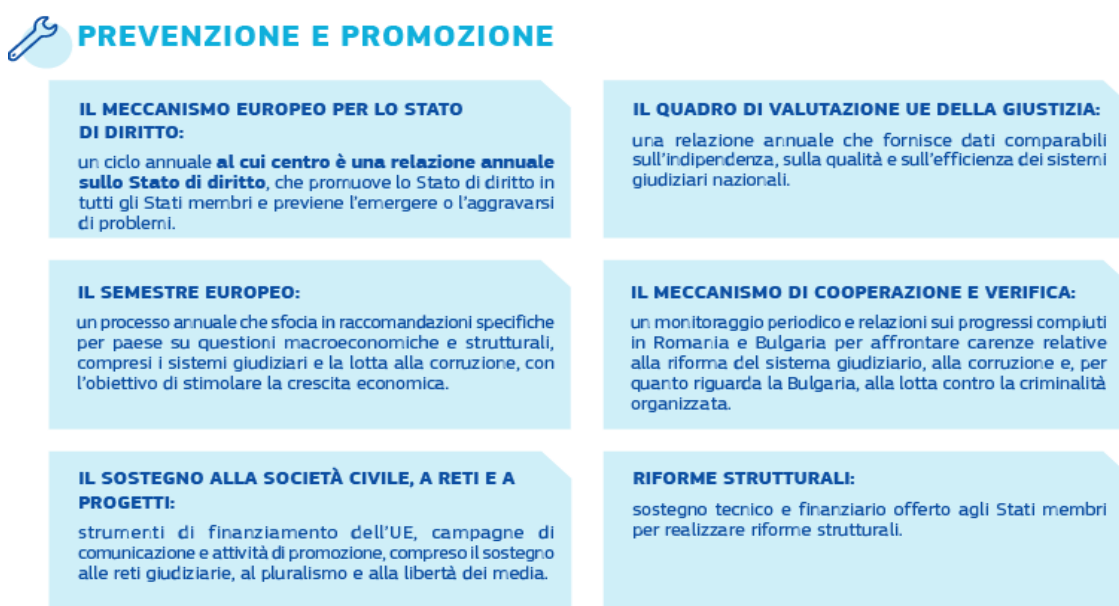 PREVENZIONE E PROMOZIONE
IL MECCANISMO EUROPEO PER LO STATO
DI DIRITTO:
un ciclo annuale al cui centro è una relazione annuale
sullo Stato di diritto, che promuove lo Stato di diritto in
tutti gli Stati membri e previene l'emergere o l'aggravarsi
di problemi.
IL QUADRO DI VALUTAZIONE UE DELLA GIUSTIZIA:
una relazione annuale che fornisce dati comparabili
sull'indipendenza, sulla qualità e sull'efficienza dei sistemi
giudiziari nazionali.
IL SEMESTRE EUROPEO:
un processo annuale che sfocia in raccomandazioni specifiche
per paese su questioni macroeconomiche e strutturali,
compresi i sistemi giudiziari e la lotta alla corruzione, con
l'obiettivo di stimolare la crescita economica.
IL MECCANISMO DI COOPERAZIONE E VERIFICA:
un monitoraggio periodico e relazioni sui progressi compiuti
in Romania e Bulgaria per affrontare carenze relative
alla riforma del sistema giudiziario, alla corruzione e, per
quanto riguarda la Bulgaria, alla lotta contro la criminalità
organizzata.
IL SOSTEGNO ALLA SOCIETÀ CIVILE, A RETI E A
PROGETTI:
strumenti di finanziamento dell'UE, campagne di
comunicazione e attività di promozione, compreso il sostegno
alle reti giudiziarie, al pluralismo e alla libertà dei media.
RIFORME STRUTTURALI:
sostegno tecnico e finanziario offerto agli Stati membri
per realizzare riforme strutturali.